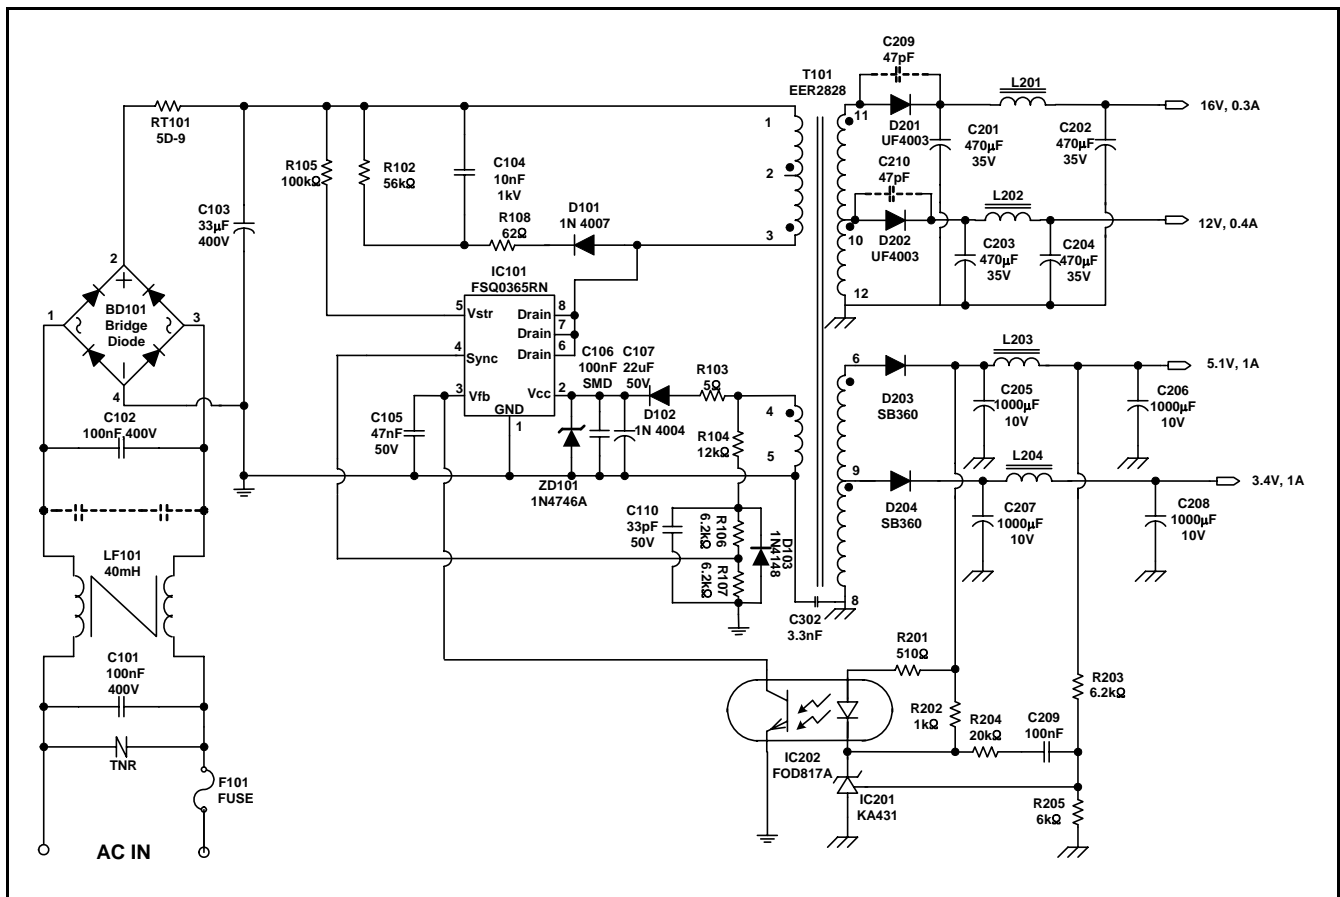 C209
47pF
T101
EER2828
L201
11
16V, 0.3A
RT101
5D-9
1
D201
UF4003
C201
470µF
35V
C202
470µF
35V
C210
47pF
R105
100kΩ
R102
56kΩ
C104
10nF
1kV
2
L202
C103
33µF
400V
R108
62Ω
D101
1N 4007
3
10
D202
UF4003
C203
470µF
35V
C204
470µF
35V
12V, 0.4A
2
IC101
FSQ0365RN
12
BD101
Bridge
Diode
1
3
4
5
Vstr
Drain
8
Drain
7
Drain
6
4
Sync
3
Vfb
Vcc
2
GND
1
C106
100nF
SMD
C107
22uF
50V
R103
5Ω
D102
1N 4004
L203
6
5.1V, 1A
D203
SB360
C205
1000µF
10V
C206
1000µF
10V
C102
100nF 400V
C105
47nF
50V
R104
12kΩ
4
5
L204
9
3.4V, 1A
ZD101
1N4746A
D204
SB360
C207
1000µF
10V
C208
1000µF
10V
C110
33pF
50V
R106
6.2kΩ
R107
6.2kΩ
D103
1N4148
LF101
40mH
8
C302
3.3nF
R201
510Ω
C101
100nF
400V
R203
6.2kΩ
R202
1kΩ
R204
20kΩ
C209
100nF
TNR
IC202
FOD817A
F101
FUSE
IC201
KA431
R205
6kΩ
AC IN